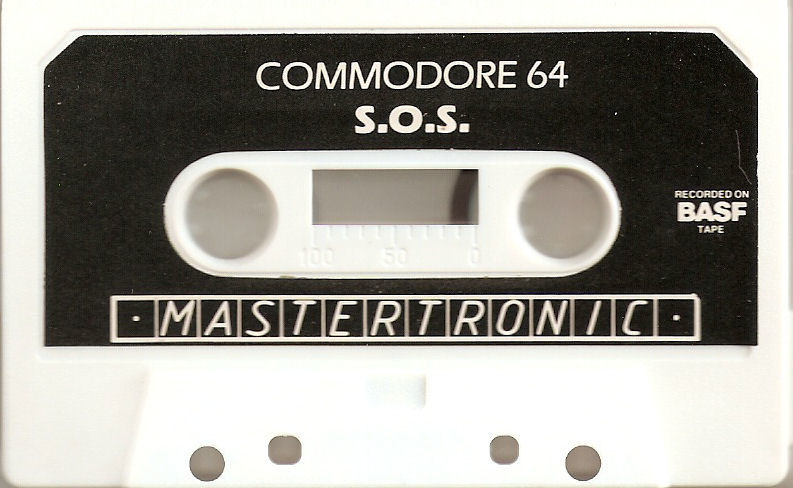 COMMODORE 64
S.O.S.
RECORDED ON
BASF
TAPE
100 50 0
· MASTERTRONIC ·